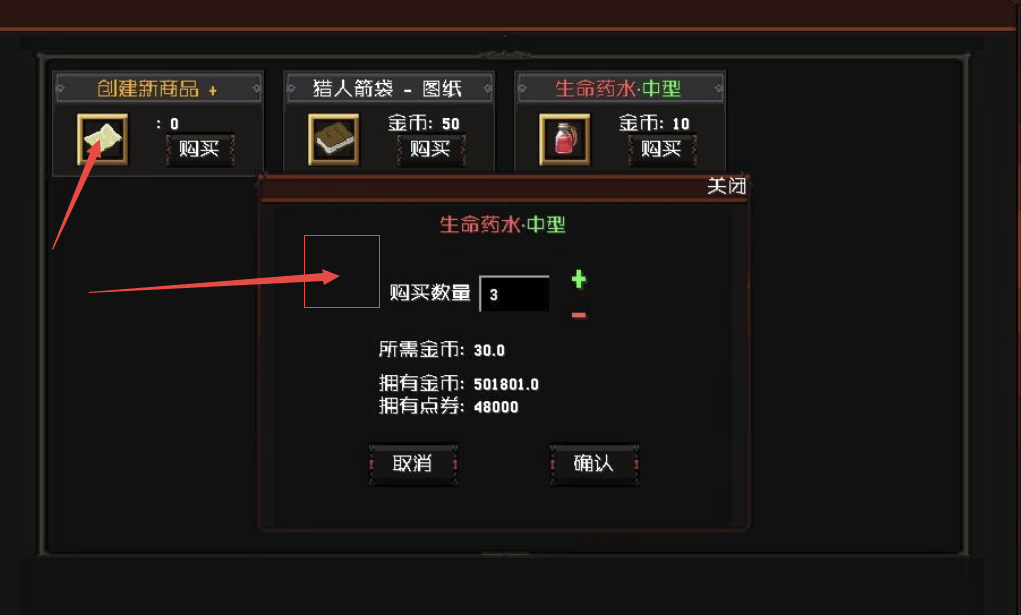 创建新商品 +
: 0
购买
猎人箭袋 - 图纸
金币: 50
购买
生命药水·中型
金币: 10
购买
关闭
生命药水·中型
购买数量 3
+
-
所需金币: 30.0
拥有金币: 501801.0
拥有点券: 48000
取消
确认